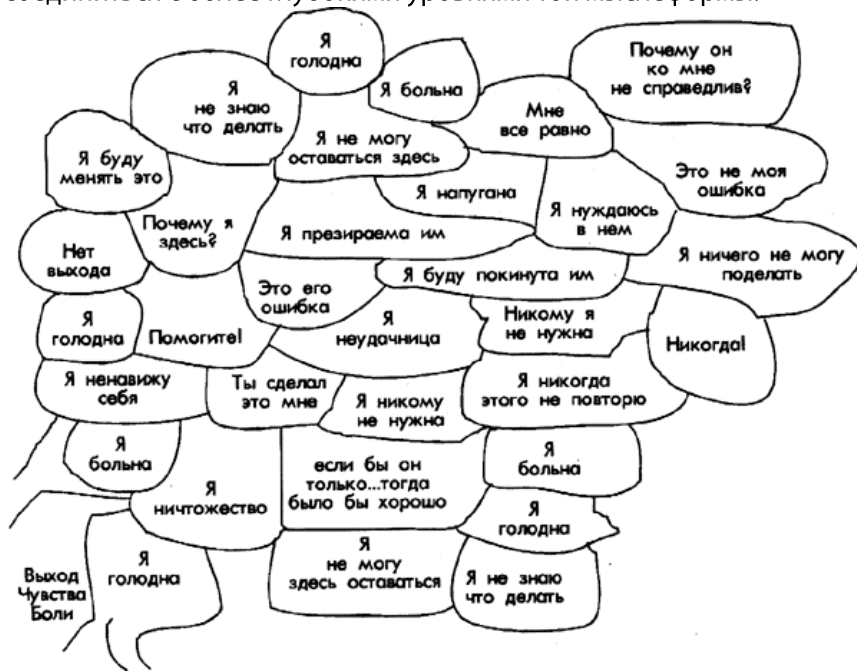 Я
голодна
Я
не знаю
что делать
Я больна
Почему он
ко мне
не справедлив?
Мне
все равно
Я не могу
оставаться здесь
Я буду
менять это
Я напугана
Это не моя
ошибка
Я нуждаюсь
в нем
Почему я
здесь?
Я презираема им
Нет
выхода
Я ничего не могу
поделать
Я буду покинута им
Это его
ошибка
Я
голодна
Помогите!
Я
неудачница
Никому я
не нужна
Никогда!
Я ненавижу
себя
Ты сделал
это мне
Я никому
не нужна
Я никогда
этого не повторю
Я
больна
Я
ничтожество
если бы он
только...тогда
было бы хорошо
Я
больна
Я
голодна
Выход
Чувства
Боли
Я
голодна
Я
не могу
здесь оставаться
Я не знаю
что делать